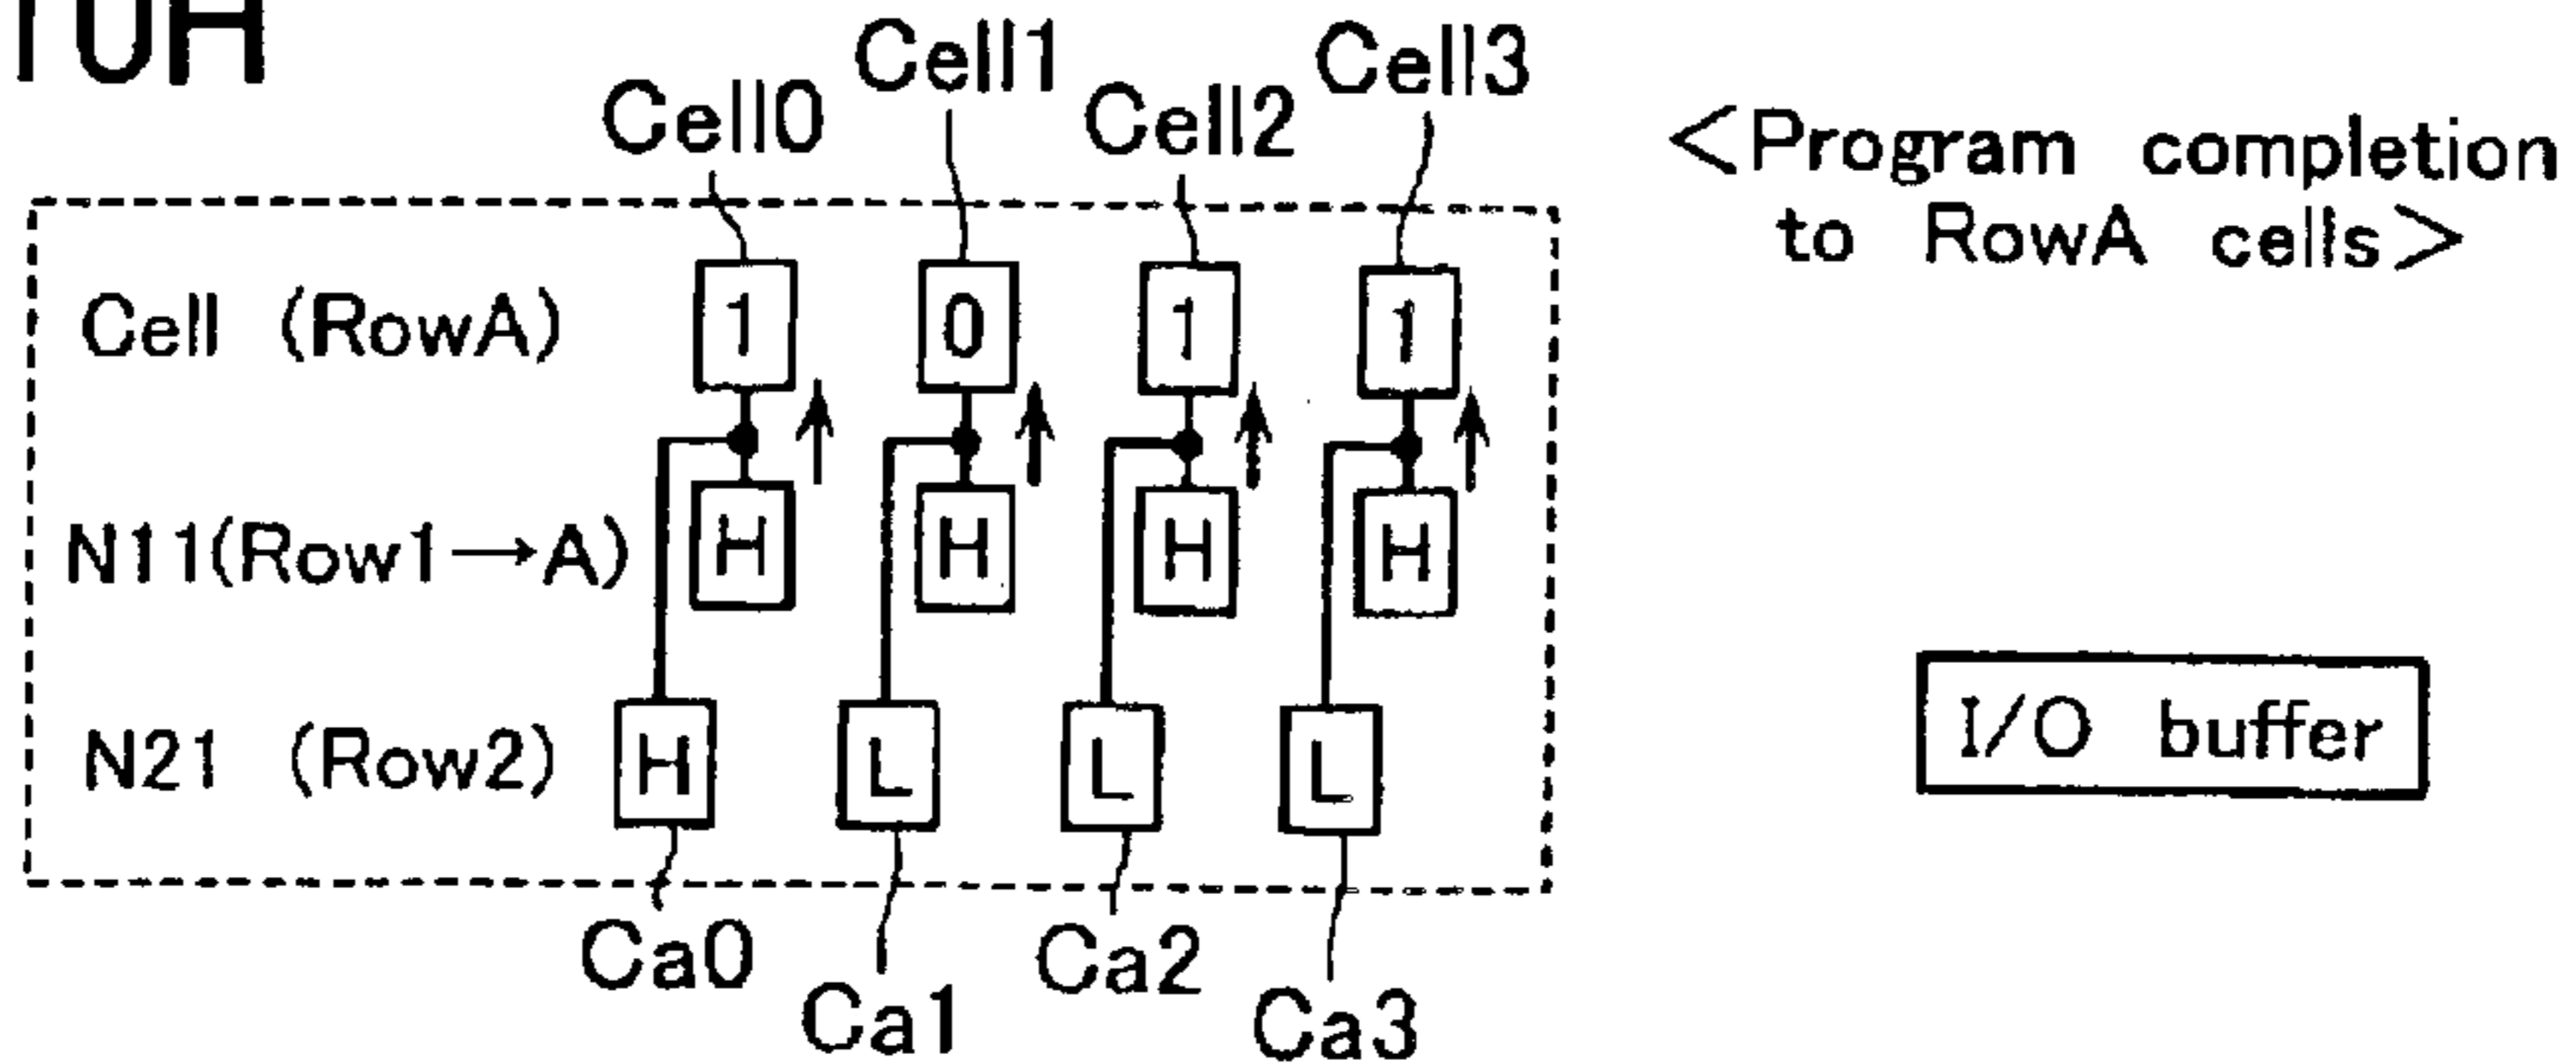 10H
Cell0 Cell1 Cell2 Cell3
<Program completion
to RowA cells>
Cell (RowA) 1 0 1 1
N11(Row1→A) H H H H
N21 (Row2) H L L L
I/O buffer
Ca0 Ca1 Ca2 Ca3